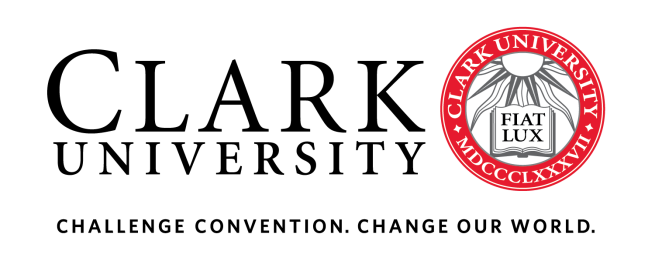 CLARK
UNIVERSITY
CLARK UNIVERSITY
FIAT
LUX
MDCCCLXXXVII
CHALLENGE CONVENTION. CHANGE OUR WORLD.